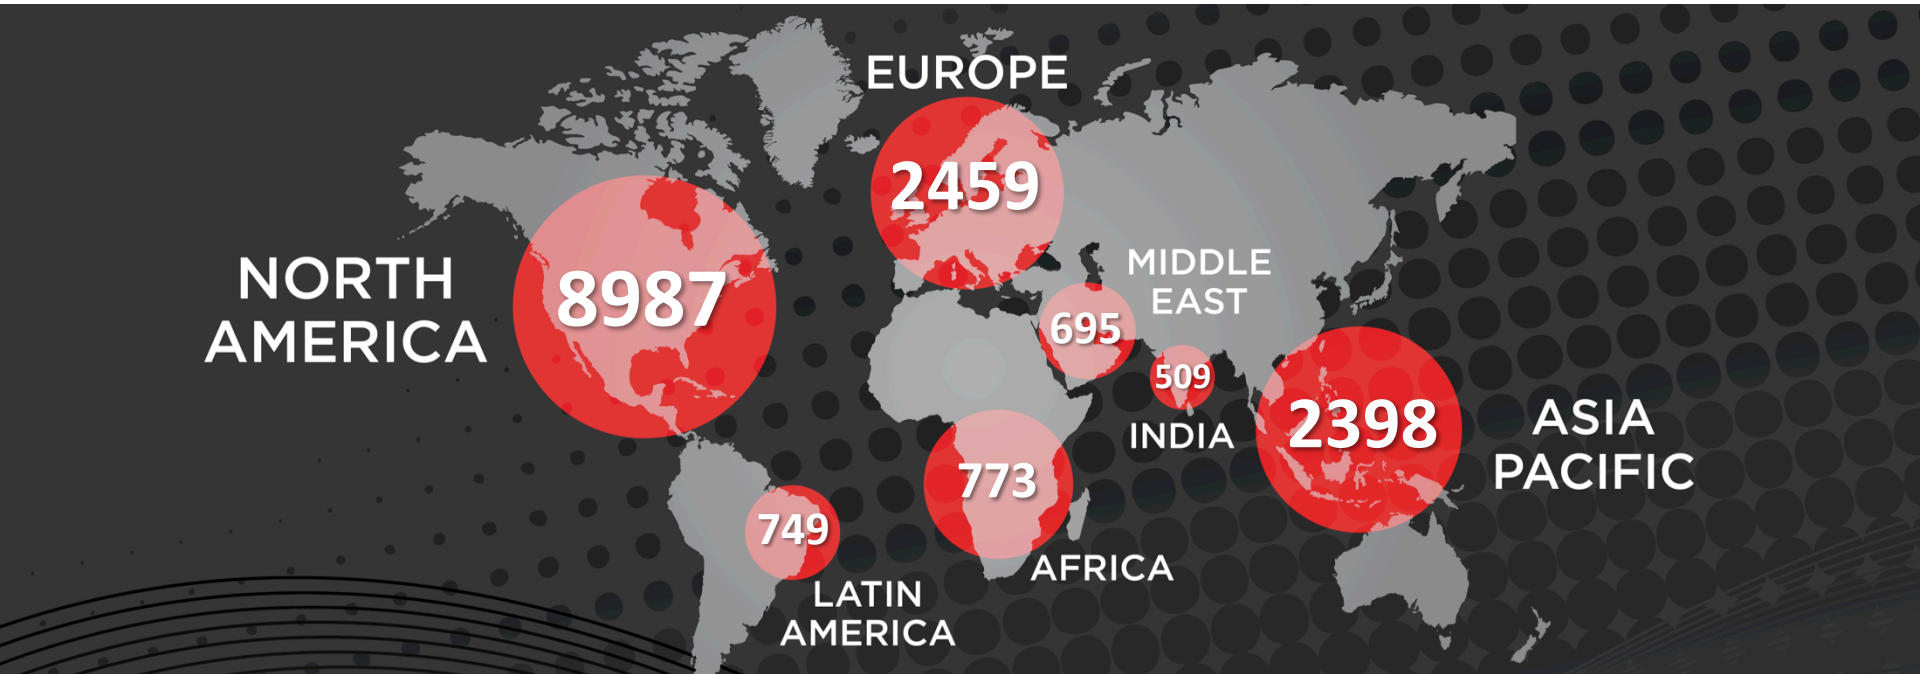 EUROPE
2459
NORTH
AMERICA
8987
MIDDLE
EAST
695
509
INDIA
2398
ASIA
PACIFIC
773
AFRICA
749
LATIN
AMERICA